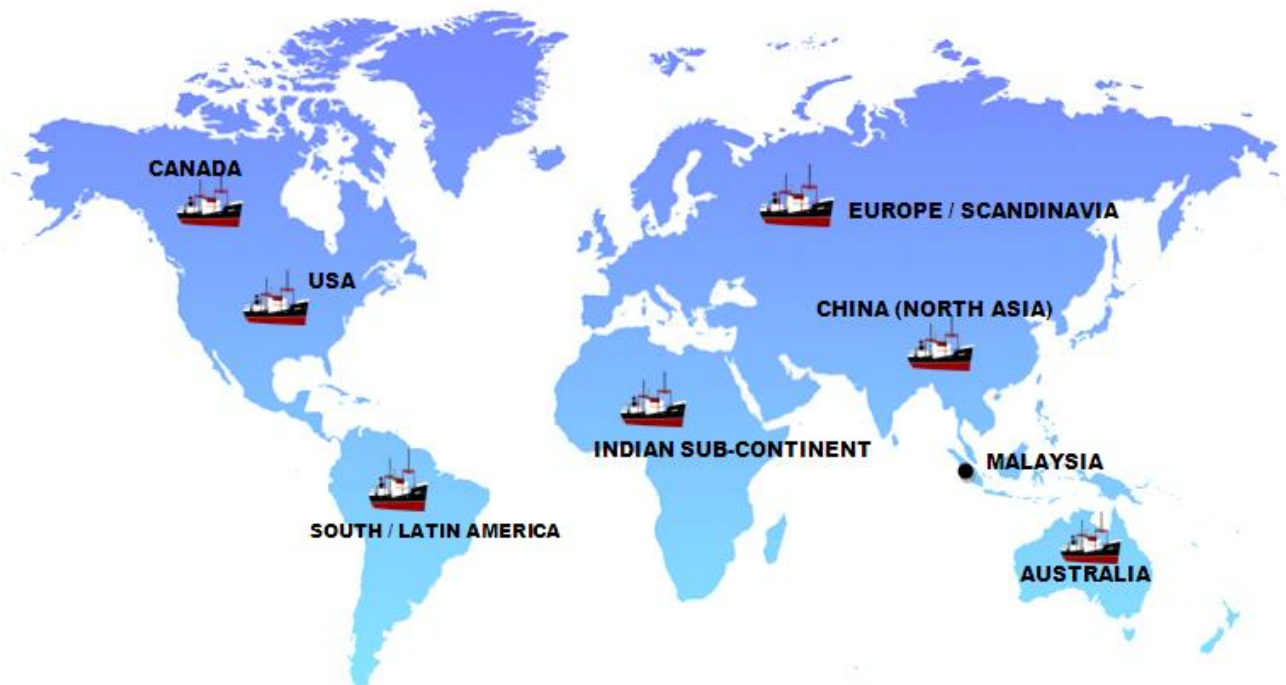 CANADA
EUROPE / SCANDINAVIA
USA
CHINA (NORTH ASIA)
INDIAN SUB-CONTINENT
MALAYSIA
SOUTH / LATIN AMERICA
AUSTRALIA